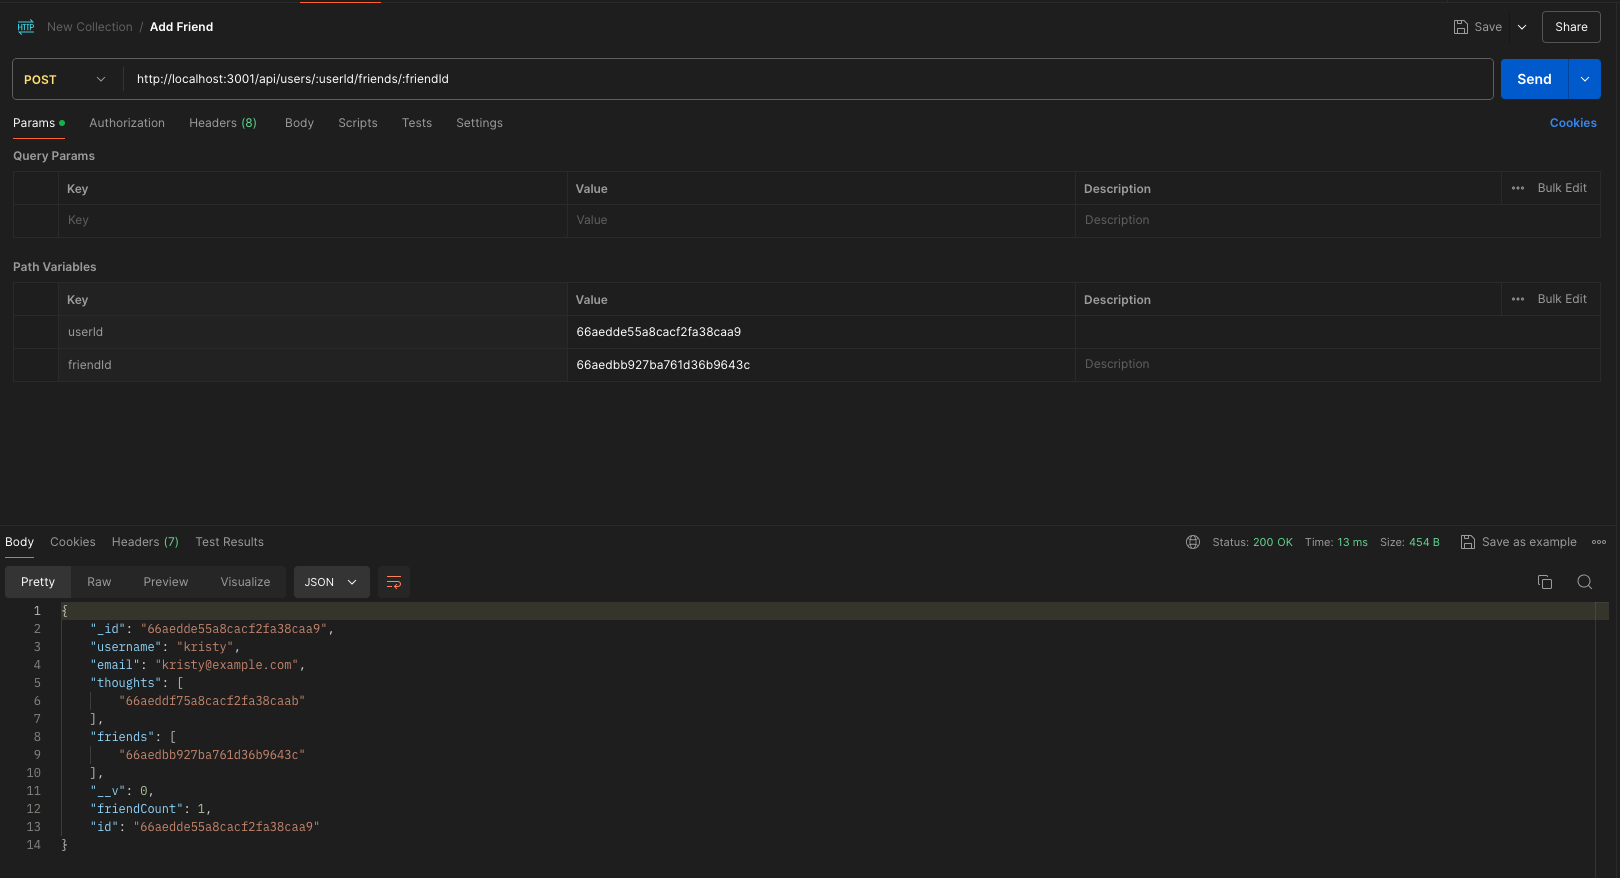 HTTP New Collection / Add Friend Save Share
POST http://localhost:3001/api/users/:userId/friends/:friendId Send
Params Authorization Headers (8) Body Scripts Tests Settings Cookies
Query Params
Key Value Description ••• Bulk Edit
Key Value Description
Path Variables
Key Value Description ••• Bulk Edit
userId 66aedde55a8cacf2fa38caa9
friendId 66aedbb927ba761d36b9643c Description
Body Cookies Headers (7) Test Results Status: 200 OK Time: 13 ms Size: 454 B Save as example
Pretty Raw Preview Visualize JSON
1 {
2 "_id": "66aedde55a8cacf2fa38caa9",
3 "username": "kristy",
4 "email": "kristy@example.com",
5 "thoughts": [
6 "66aeddf75a8cacf2fa38caab"
7 ],
8 "friends": [
9 "66aedbb927ba761d36b9643c"
10 ],
11 "__v": 0,
12 "friendCount": 1,
13 "id": "66aedde55a8cacf2fa38caa9"
14 }